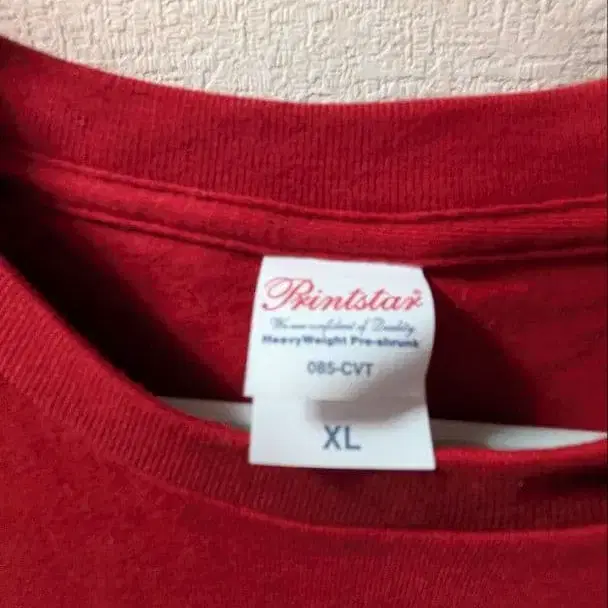 Printstar
We are confident of Quality
HeavyWeight Pre-shrunk
085-CVT
XL